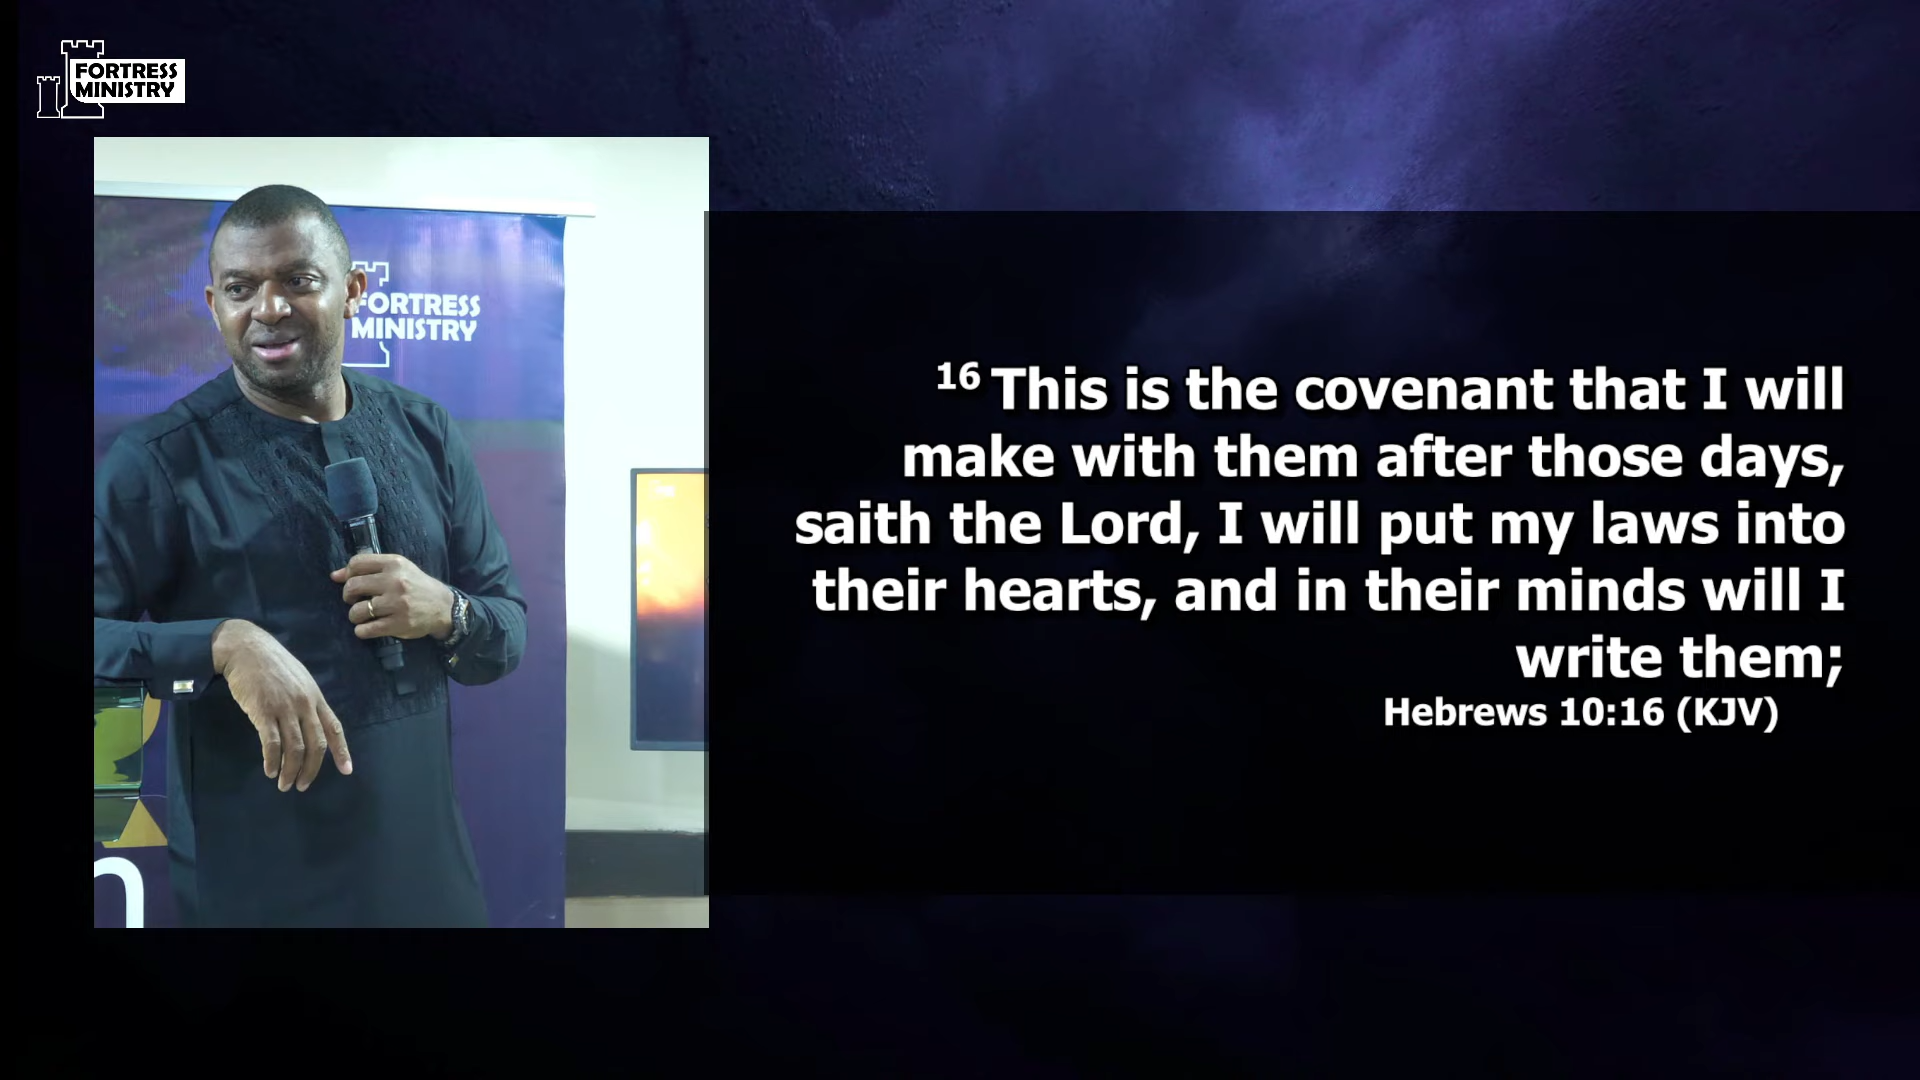 FORTRESS
MINISTRY
FORTRESS
MINISTRY
16 This is the covenant that I will
make with them after those days,
saith the Lord, I will put my laws into
their hearts, and in their minds will I
write them;
Hebrews 10:16 (KJV)